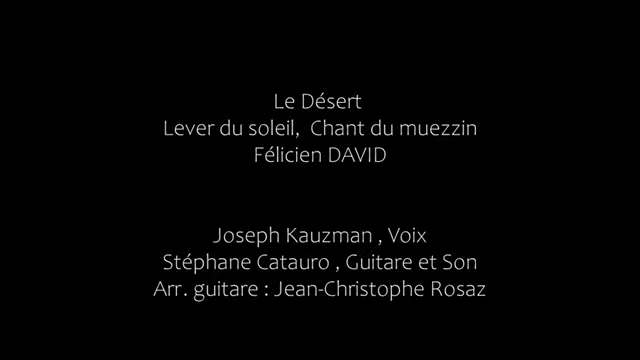 Le Désert
Lever du soleil,  Chant du muezzin
Félicien DAVID
Joseph Kauzman , Voix
Stéphane Catauro , Guitare et Son
Arr. guitare : Jean-Christophe Rosaz